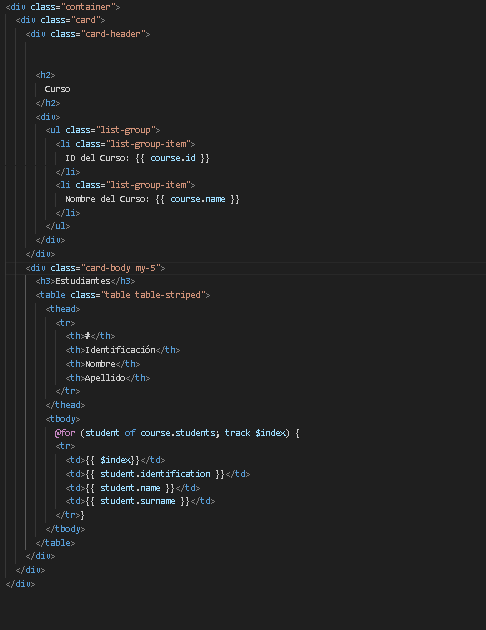 <div class="container">
<div class="card">
<div class="card-header">
<h2>
Curso
</h2>
<div>
<ul class="list-group">
<li class="list-group-item">
ID del Curso: {{ course.id }}
</li>
<li class="list-group-item">
Nombre del Curso: {{ course.name }}
</li>
</ul>
</div>
</div>
<div class="card-body my-5">
<h3>Estudiantes</h3>
<table class="table table-striped">
<thead>
<tr>
<th>#</th>
<th>Identificación</th>
<th>Nombre</th>
<th>Apellido</th>
</tr>
</thead>
<tbody>
@for (student of course.students; track $index) {
<tr>
<td>{{ $index}}</td>
<td>{{ student.identification }}</td>
<td>{{ student.name }}</td>
<td>{{ student.surname }}</td>
</tr>}
</tbody>
</table>
</div>
</div>
</div>